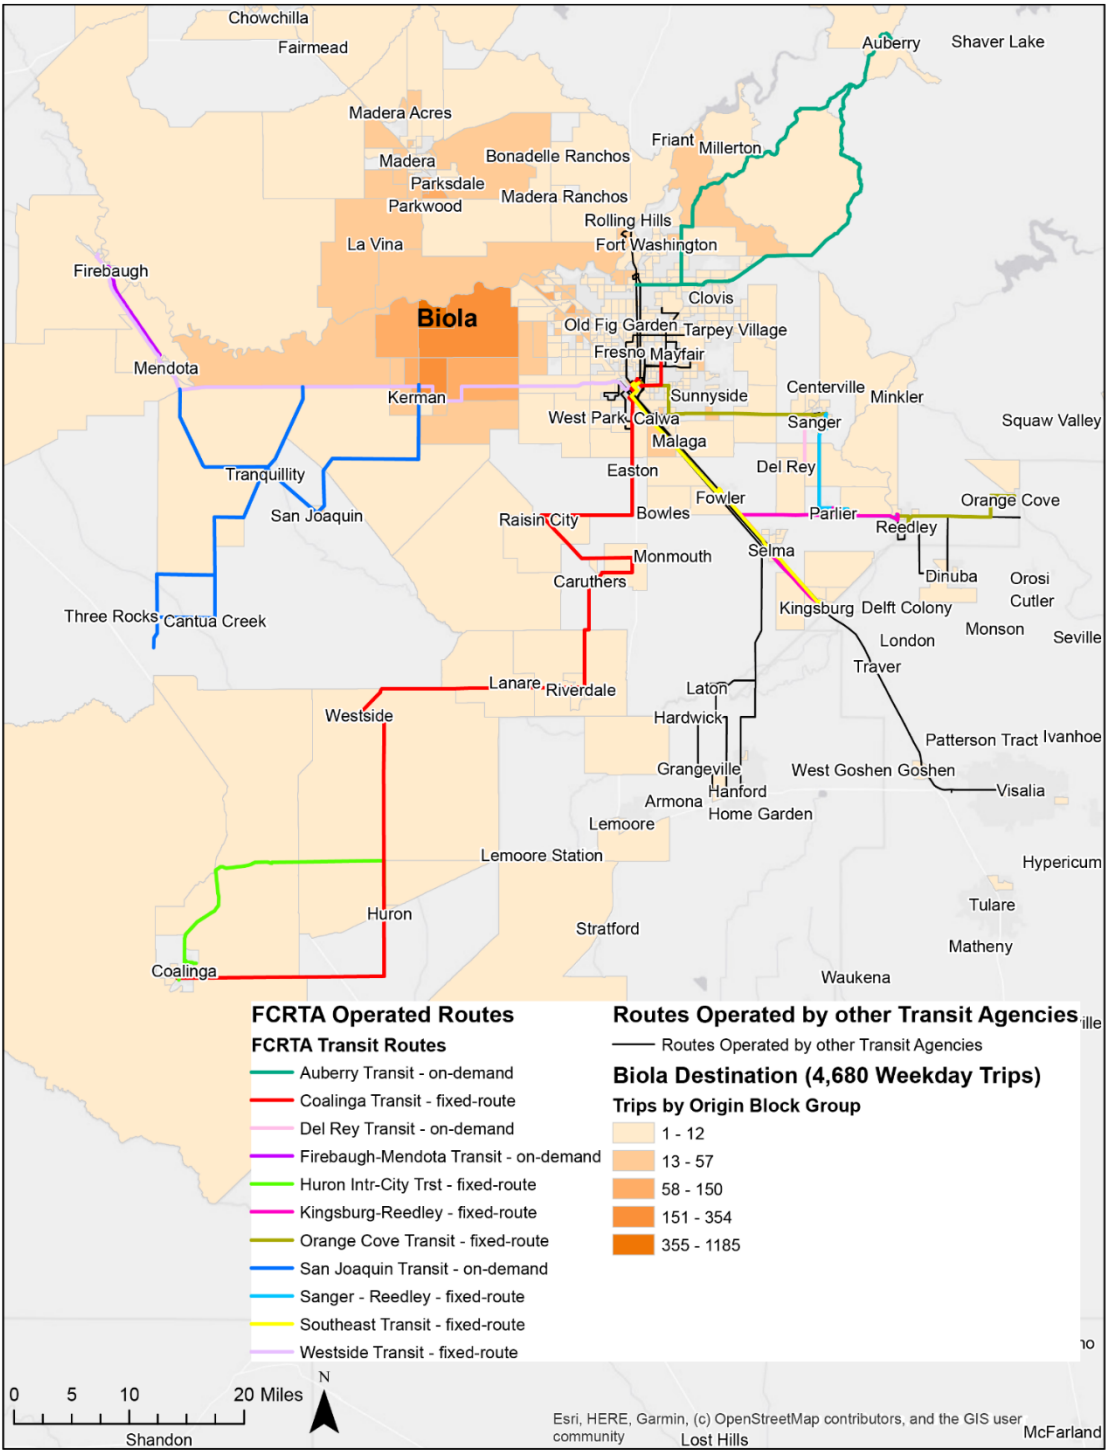 Chowchilla
Fairmead
Auberry
Shaver Lake
Madera Acres
Friant
Millerton
Madera
Bonadelle Ranchos
Parksdale
Madera Ranchos
Parkwood
Rolling Hills
La Vina
Fort Washington
Firebaugh
Clovis
Biola
Old Fig Garden
Tarpey Village
Fresno
Mayfair
Mendota
Kerman
Sunnyside
Centerville
Minkler
West Park
Calwa
Sanger
Squaw Valley
Malaga
Easton
Del Rey
Tranquillity
Fowler
Orange Cove
San Joaquin
Raisin City
Bowles
Parlier
Reedley
Monmouth
Selma
Caruthers
Dinuba
Orosi
Cutler
Three Rocks
Cantua Creek
Kingsburg
Delft Colony
Monson
Seville
London
Traver
Lanare
Riverdale
Laton
Westside
Hardwick
Patterson Tract
Ivanhoe
Grangeville
West Goshen
Goshen
Hanford
Visalia
Armona
Home Garden
Lemoore
Lemoore Station
Hypericum
Huron
Tulare
Stratford
Matheny
Coalinga
Waukena
FCRTA Operated Routes
FCRTA Transit Routes
Auberry Transit - on-demand
Coalinga Transit - fixed-route
Del Rey Transit - on-demand
Firebaugh-Mendota Transit - on-demand
Huron Intr-City Trst - fixed-route
Kingsburg-Reedley - fixed-route
Orange Cove Transit - fixed-route
San Joaquin Transit - on-demand
Sanger - Reedley - fixed-route
Southeast Transit - fixed-route
Westside Transit - fixed-route
Routes Operated by other Transit Agencies
Routes Operated by other Transit Agencies
Biola Destination (4,680 Weekday Trips)
Trips by Origin Block Group
1 - 12
13 - 57
58 - 150
151 - 354
355 - 1185
ville
no
N
0 5 10 20 Miles
Shandon
Esri, HERE, Garmin, (c) OpenStreetMap contributors, and the GIS user
community
Lost Hills
McFarland